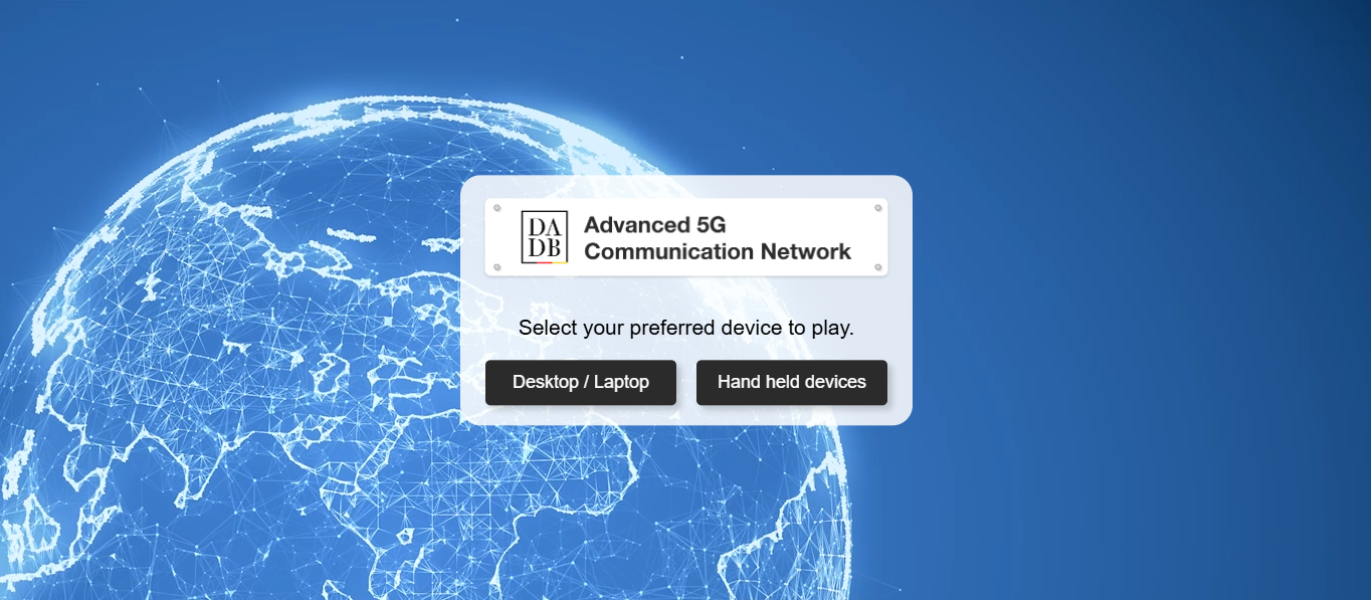 DA
DB
Advanced 5G
Communication Network
Select your preferred device to play.
Desktop / Laptop
Hand held devices